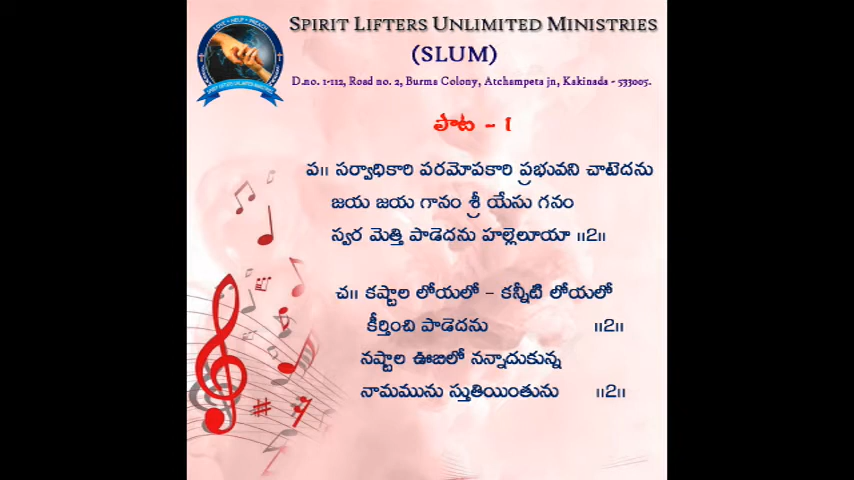 SPIRIT LIFTERS UNLIMITED MINISTRIES
(SLUM)
D.no. 1-112, Road no. 2, Burma Colony, Atchampeta jn, Kakinada - 533005.
పాట - 1
ప॥ సర్వాధికారి పరమోపకారి ప్రభువని చాటెదను
జయ జయ గానం శ్రీ యేసు గనం
స్వర మెత్తి పాడెదను హల్లెలూయా ॥2॥
చ॥ కష్టాల లోయలో - కన్నీటి లోయలో
కీర్తించి పాడెదను ॥2॥
నష్టాల ఊబిలో నన్నాదుకున్న
నామమును స్తుతియింతును ॥2॥